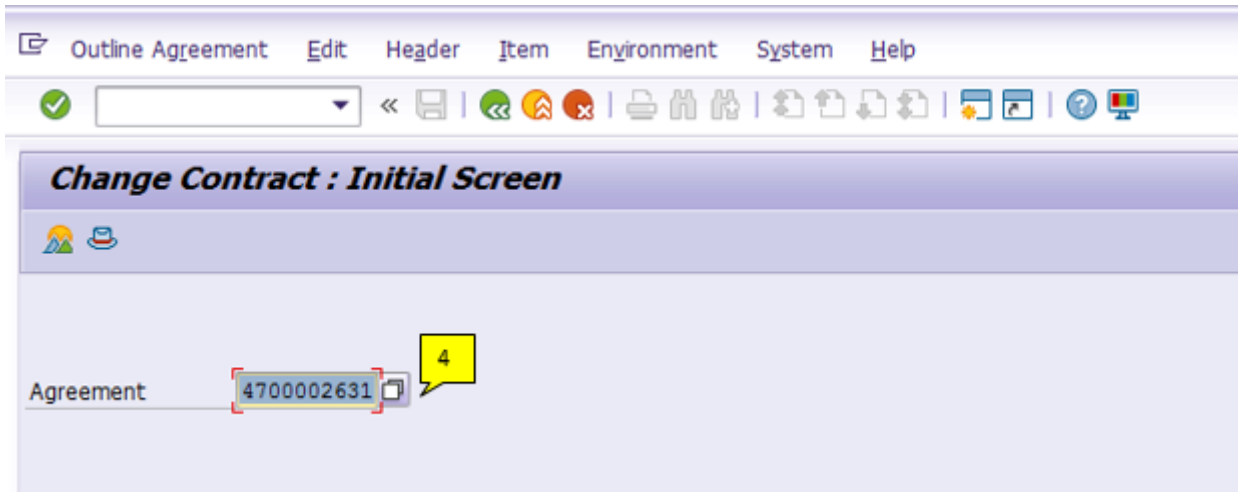 Outline Agreement Edit Header Item Environment System Help
Change Contract : Initial Screen
4
Agreement 4700002631